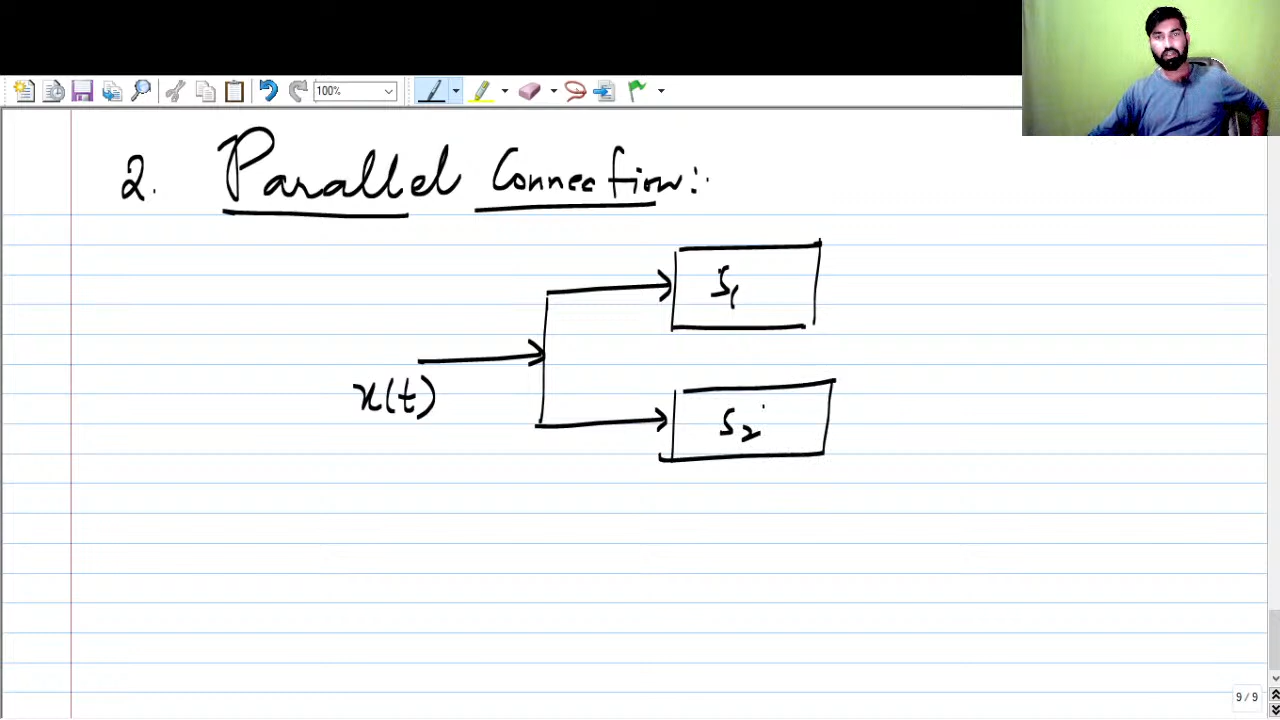 100%
2. Parallel Connection:
S1
x(t)
S2
9/9